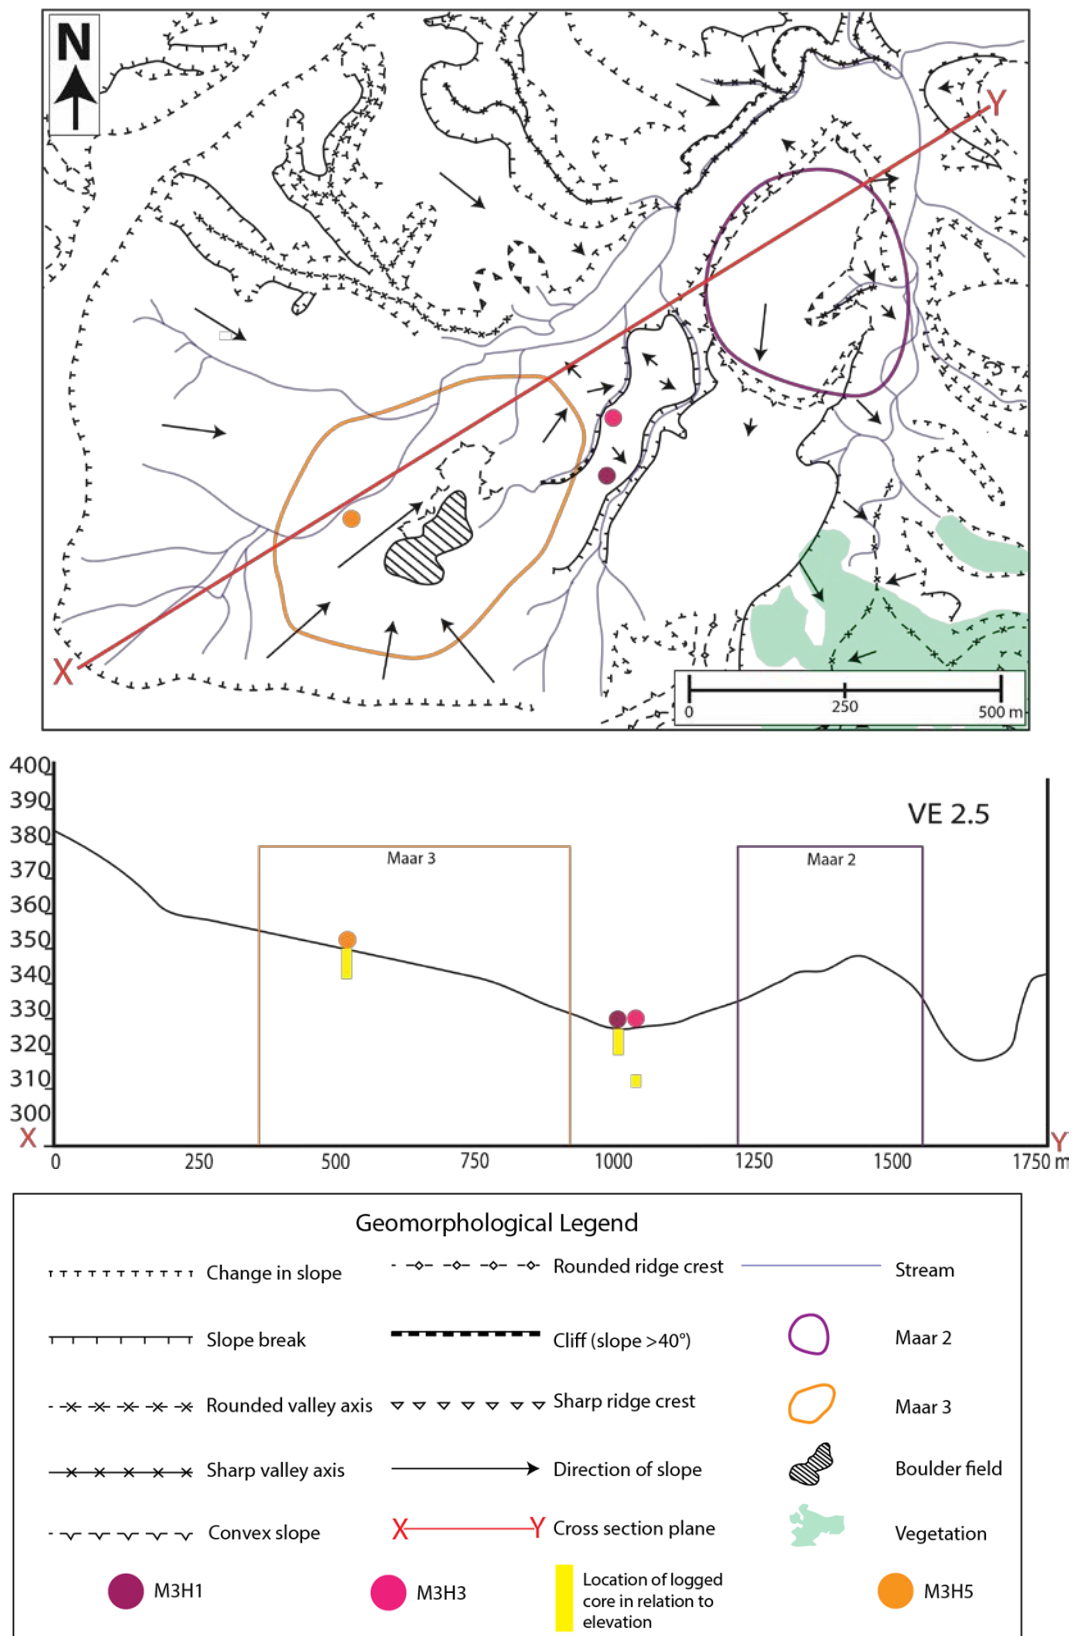 N
Y
X
0
250
500 m
400
390
380
370
360
350
340
330
320
310
300
VE 2.5
Maar 3
Maar 2
X
Y
0
250
500
750
1000
1250
1500
1750 m
Geomorphological Legend
Change in slope
Rounded ridge crest
Stream
Slope break
Cliff (slope >40°)
Maar 2
Rounded valley axis
Sharp ridge crest
Maar 3
Sharp valley axis
Direction of slope
Boulder field
Convex slope
X
Y
Cross section plane
Vegetation
M3H1
M3H3
Location of logged
core in relation to
elevation
M3H5